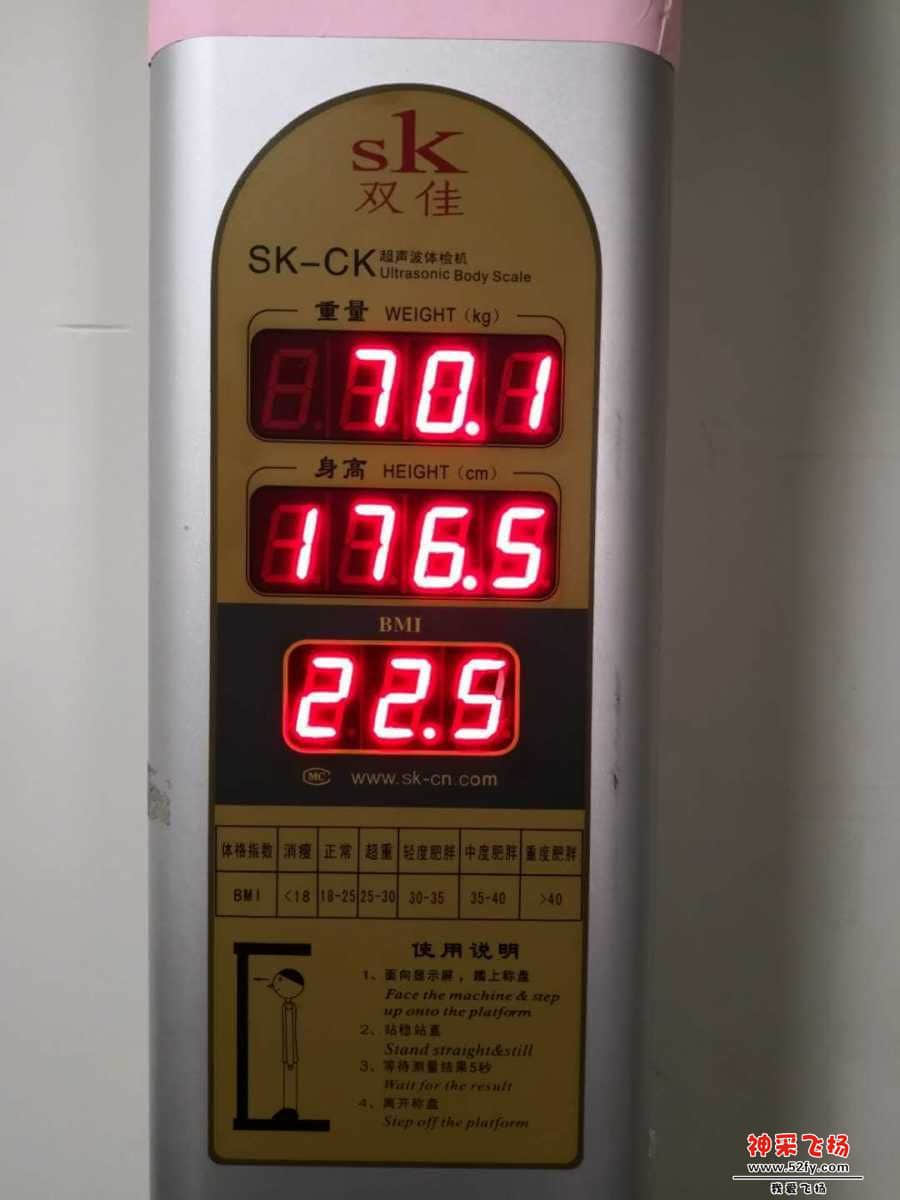 sk
双佳
SK-CK 超声波体检机
Ultrasonic Body Scale
重量 WEIGHT（kg）
70.1
身高 HEIGHT（cm）
176.5
BMI
22.5
MC www.sk-cn.com
体格指数 消瘦 正常 超重 轻度肥胖 中度肥胖 重度肥胖
BMI <18 18-25 25-30 30-35 35-40 >40
使用说明
1、面向显示屏，踏上称盘
Face the machine & step
up onto the platform
2、站稳站直
Stand straight&still
3、等待测量结果5秒
Wait for the result
4、离开称盘
Step off the platform
神采飞扬
www.52fy.com
我爱飞扬